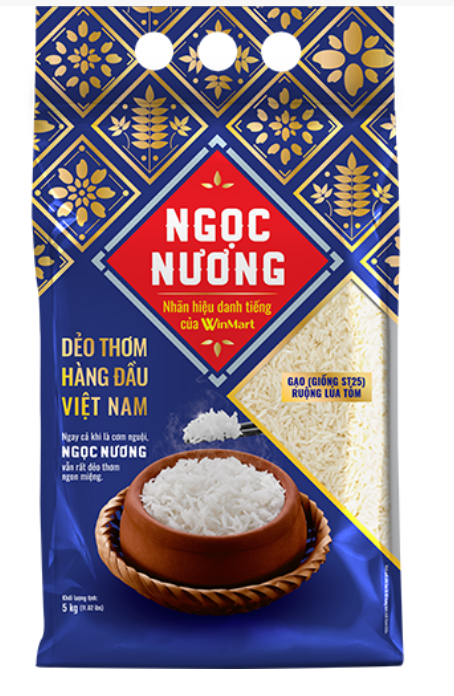 NGỌC
NƯƠNG
Nhãn hiệu danh tiếng
của WinMart
DẺO THƠM
HÀNG ĐẦU
VIỆT NAM
GẠO (GIỐNG ST25)
RUỘNG LÚA TÔM
Ngay cả khi là cơm nguội,
NGỌC NƯƠNG
vẫn rất dẻo thơm
ngon miệng.
Khối lượng tịnh:
5 kg (11.02 lbs)